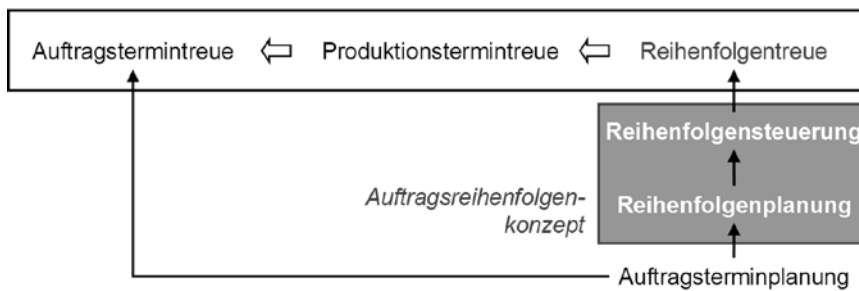 Auftragstermintreue Produktionstermintreue Reihenfolgentreue
Reihenfolgensteuerung
Auftragsreihenfolgen-
konzept
Reihenfolgenplanung
Auftragsterminplanung